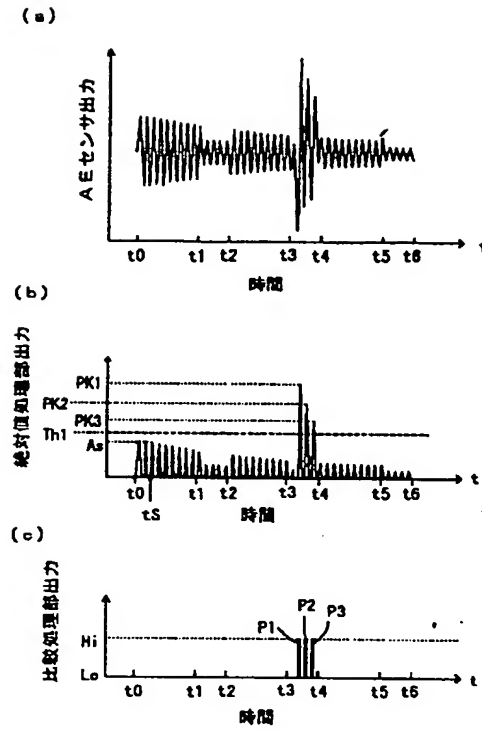 (a)
AEセンサ出力
t0 t1 t2 t3 t4 t5 t6 t
時間
(b)
絶対値処理部出力
PK1
PK2
PK3
Th1
As
t0 t1 t2 t3 t4 t5 t6 t
tS
時間
(c)
比較処理部出力
P1 P2 P3
Hi
Lo
t0 t1 t2 t3 t4 t5 t6 t
時間